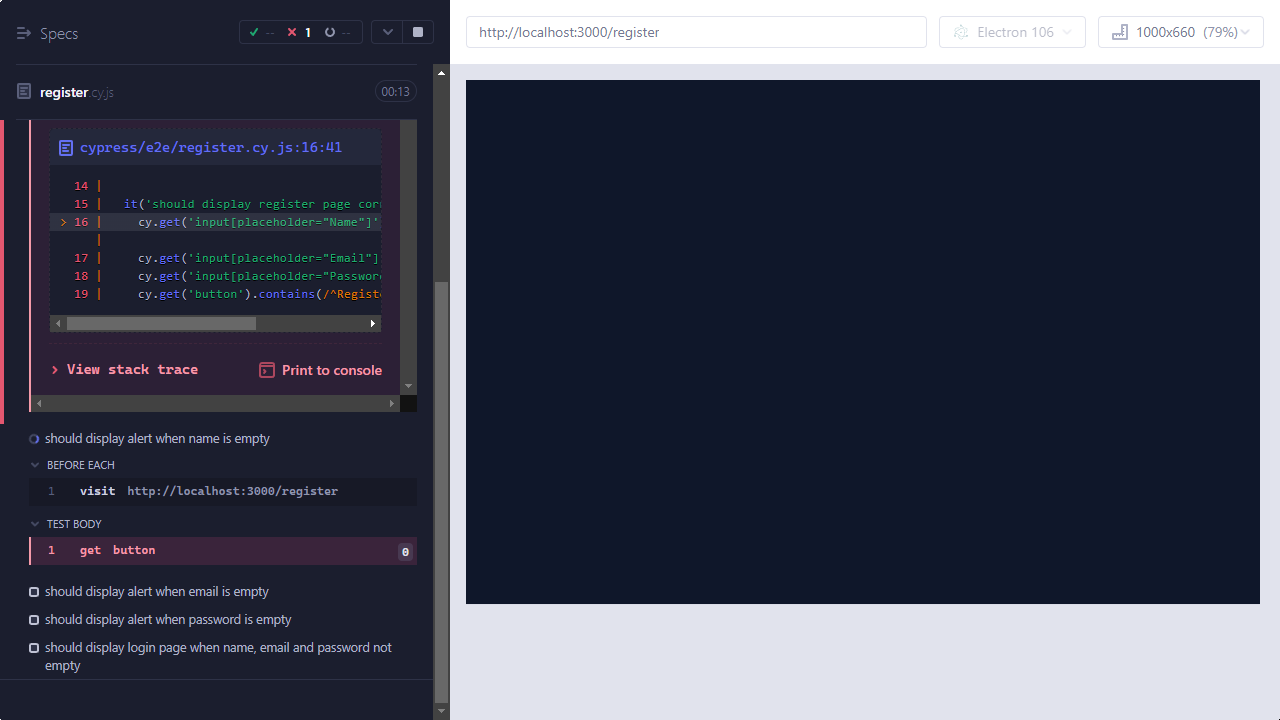 Specs
-- 1 --
http://localhost:3000/register
Electron 106
1000x660 (79%)
register.cy.js
00:13
cypress/e2e/register.cy.js:16:41
14 |
15 | it('should display register page cor
> 16 | cy.get('input[placeholder="Name"]'
|
17 | cy.get('input[placeholder="Email"]
18 | cy.get('input[placeholder="Passwor
19 | cy.get('button').contains(/^Regist
View stack trace
Print to console
should display alert when name is empty
BEFORE EACH
1 visit http://localhost:3000/register
TEST BODY
1 get button 0
should display alert when email is empty
should display alert when password is empty
should display login page when name, email and password not
empty